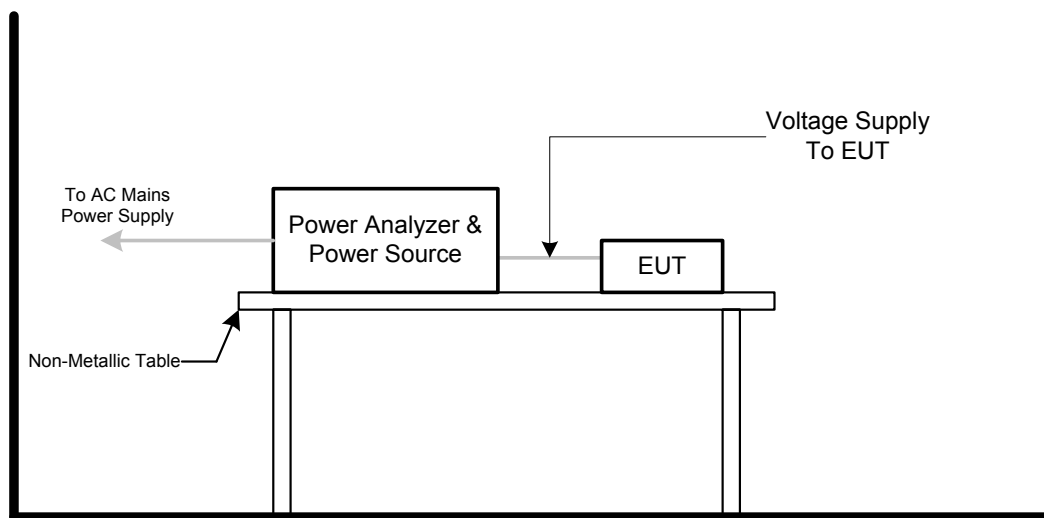 Voltage Supply
To EUT
To AC Mains
Power Supply
Power Analyzer &
Power Source
EUT
Non-Metallic Table